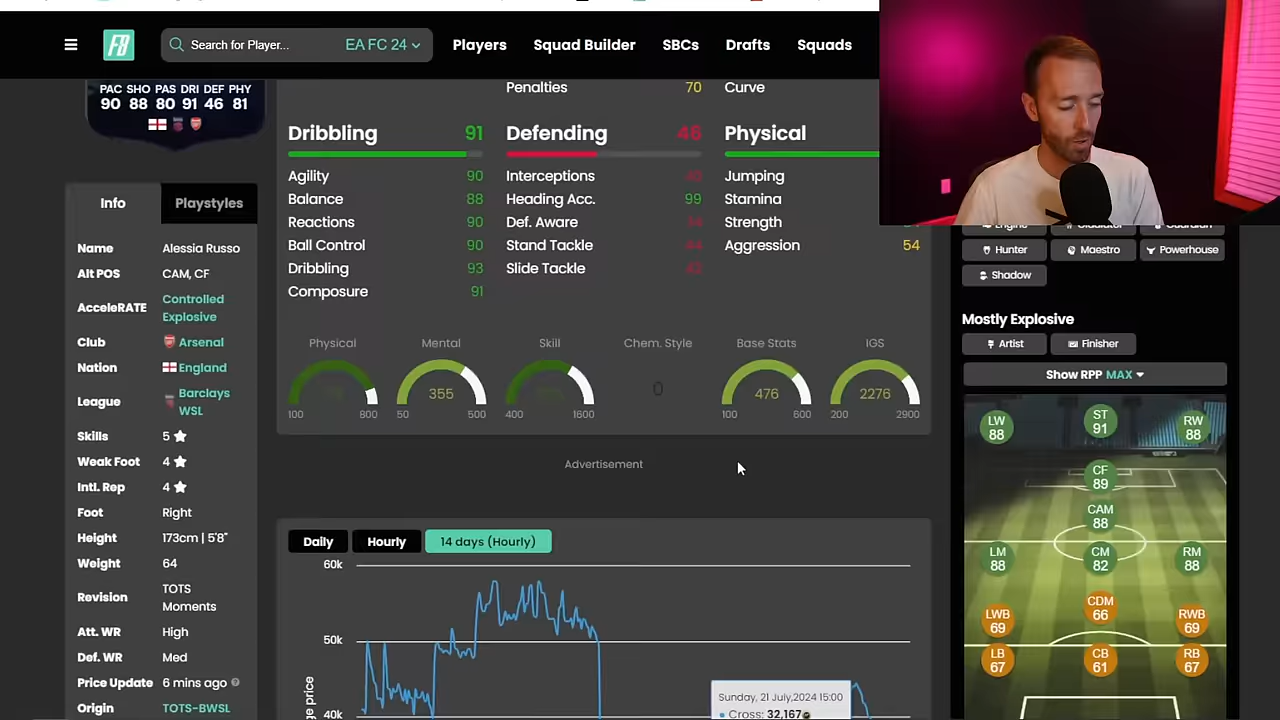 F8
Search for Player...
EA FC 24
Players
Squad Builder
SBCs
Drafts
Squads
PAC SHO PAS DRI DEF PHY
90 88 80 91 46 81
Penalties 70
Curve
Dribbling 91
Agility 90
Balance 88
Reactions 90
Ball Control 90
Dribbling 93
Composure 91
Defending 46
Interceptions
Heading Acc. 99
Def. Aware
Stand Tackle 44
Slide Tackle
Physical
Jumping
Stamina
Strength
Aggression 54
Info
Playstyles
Name Alessia Russo
Alt POS CAM, CF
AcceleRATE Controlled
Explosive
Club Arsenal
Nation England
League Barclays
WSL
Skills 5
Weak Foot 4
Intl. Rep 4
Foot Right
Height 173cm | 5'8"
Weight 64
Revision TOTS
Moments
Att. WR High
Def. WR Med
Price Update 6 mins ago
Origin TOTS-BWSL
Physical
100 800
Mental
355
50 500
Skill
400 1600
Chem. Style
0
Base Stats
476
100 600
IGS
2276
200 2900
Advertisement
Daily
Hourly
14 days (Hourly)
60k
50k
40k
ge price
Sunday, 21 July,2024 15:00
Cross: 32,167
Hunter
Maestro
Powerhouse
Shadow
Mostly Explosive
Artist
Finisher
Show RPP MAX
LW
88
ST
91
RW
88
CF
89
CAM
88
LM
88
CM
82
RM
88
LWB
69
CDM
66
RWB
69
LB
67
CB
61
RB
67